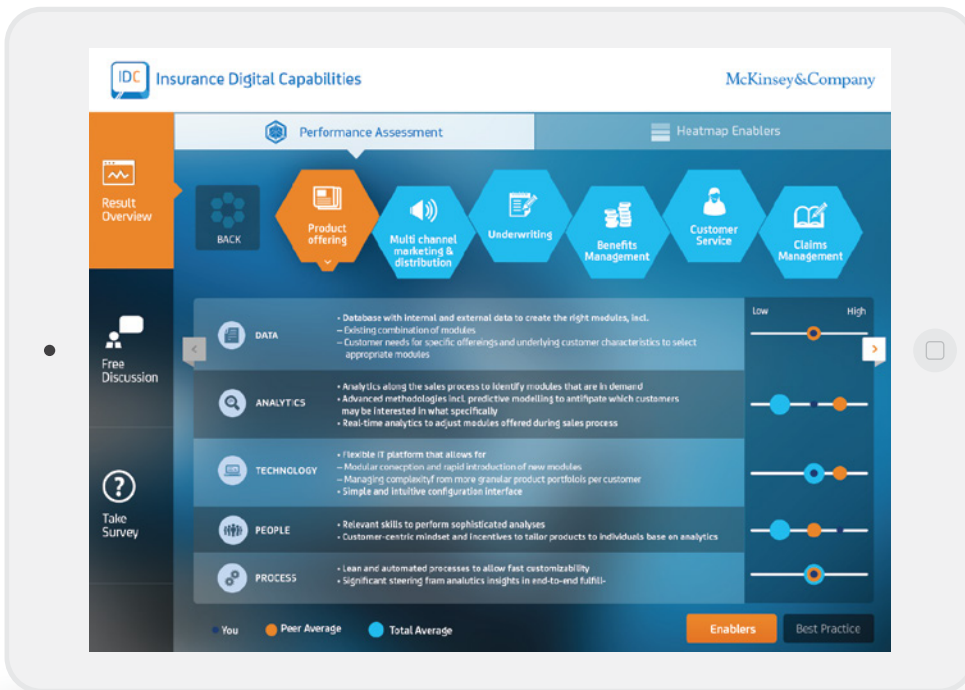 IDC Insurance Digital Capabilities
McKinsey&Company
Performance Assessment
Heatmap Enablers
Result
Overview
BACK
Product
offering
Multi channel
marketing &
distribution
Underwriting
Benefits
Management
Customer
Service
Claims
Management
Low High
DATA
• Database with internal and external data to create the right modules, incl.
– Existing combination of modules
– Customer needs for specific offereings and underlying customer characteristics to select
appropriate modules
Free
Discussion
ANALYTICS
• Analytics along the sales process to identify modules that are in demand
• Advanced methodologies incl. predictive modelling to antifipate which customers
may be interested in what specifically
• Real-time analytics to adjust modules offered during sales process
TECHNOLOGY
• Flexible IT platform that allows for
– Modular conecption and rapid introduction of new modules
– Managing complexityf rom more granular product portfolois per customer
• Simple and intuitive configuration interface
Take
Survey
PEOPLE
• Relevant skills to perform sophisticated analyses
• Customer-centric mindset and incentives to tailor products to individuals base on analytics
PROCESS
• Lean and automated processes to allow fast customizability
• Significant steering fram analutics insights in end-to-end fulfill-
You
Peer Average
Total Average
Enablers
Best Practice